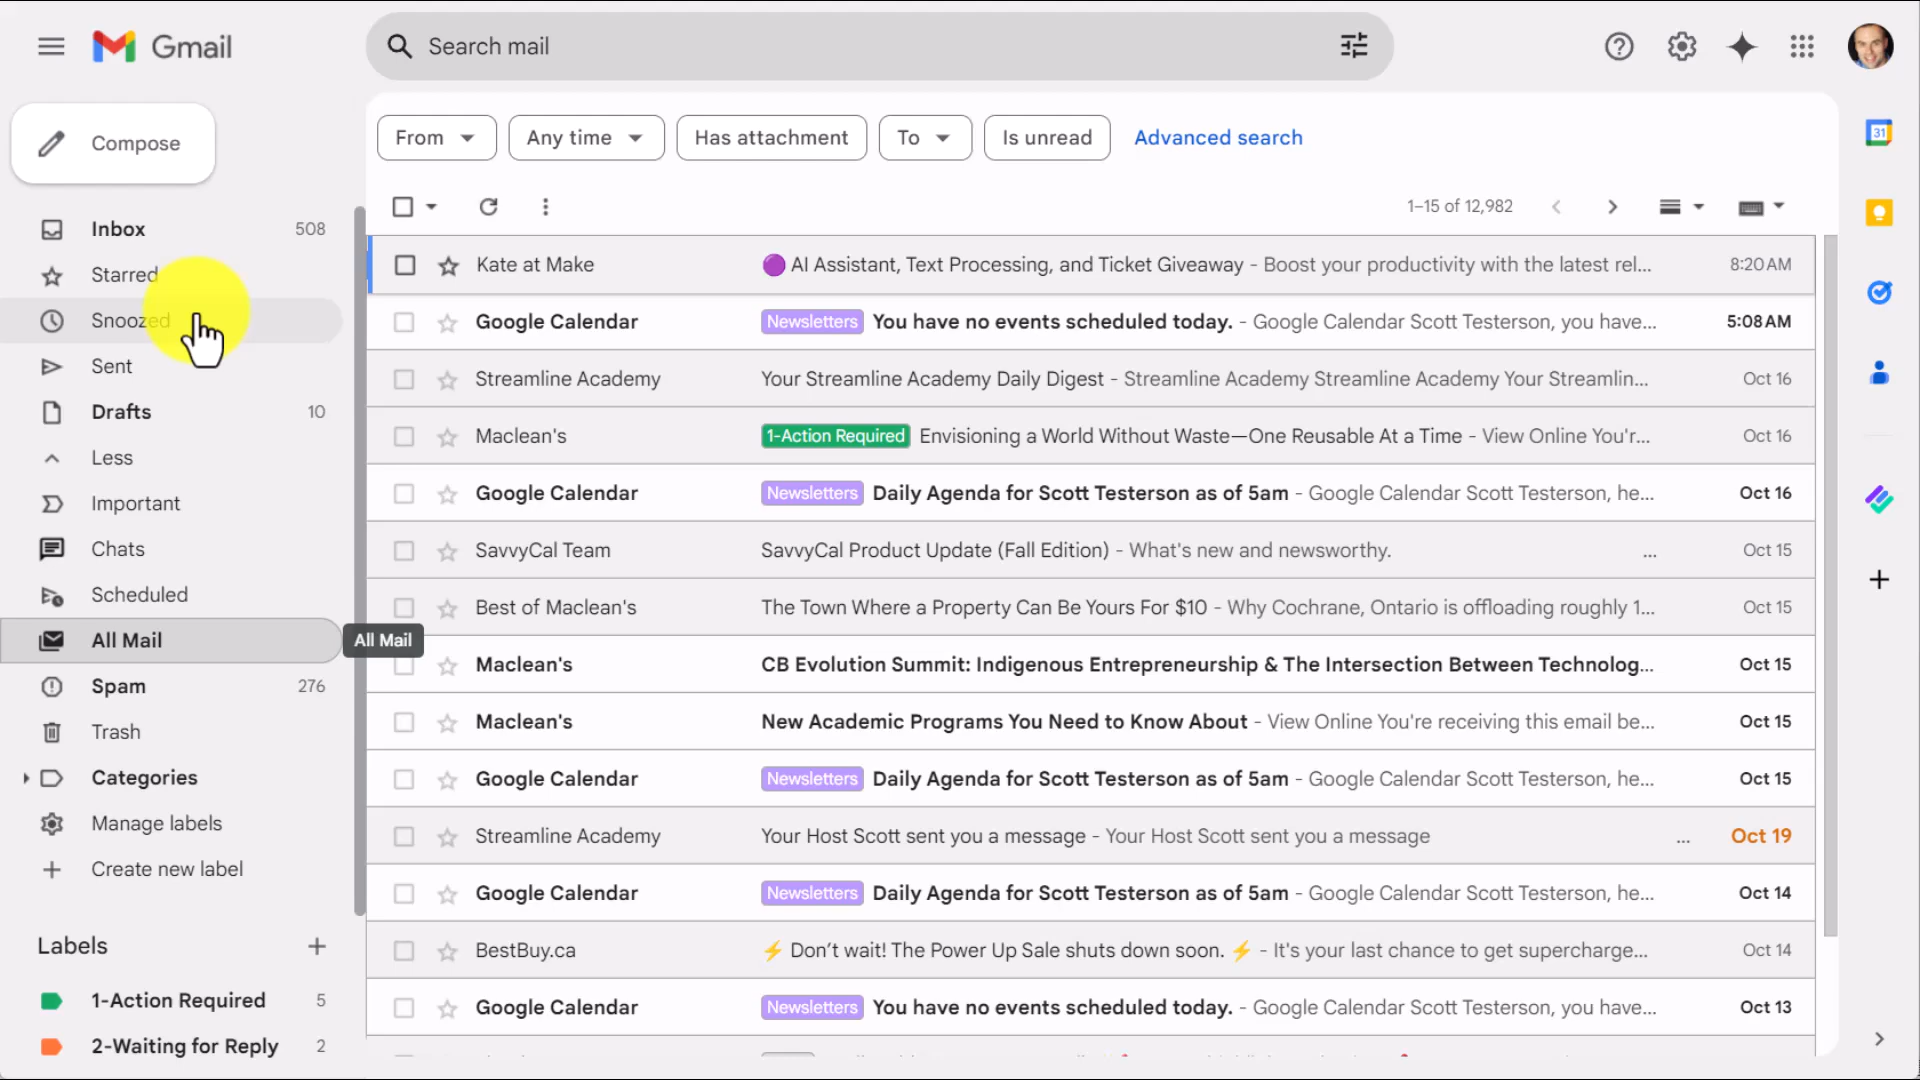 Gmail
Search mail
Compose
From
Any time
Has attachment
To
Is unread
Advanced search
31
1–15 of 12,982
Inbox 508
Starred
Snoozed
Sent
Drafts 10
Less
Important
Chats
Scheduled
All Mail
All Mail
Spam 276
Trash
Categories
Manage labels
Create new label
Labels
1-Action Required 5
2-Waiting for Reply 2
Kate at Make 🟣 AI Assistant, Text Processing, and Ticket Giveaway - Boost your productivity with the latest rel... 8:20 AM
Google Calendar Newsletters You have no events scheduled today. - Google Calendar Scott Testerson, you have... 5:08 AM
Streamline Academy Your Streamline Academy Daily Digest - Streamline Academy Streamline Academy Your Streamlin... Oct 16
Maclean's 1-Action Required Envisioning a World Without Waste—One Reusable At a Time - View Online You'r... Oct 16
Google Calendar Newsletters Daily Agenda for Scott Testerson as of 5am - Google Calendar Scott Testerson, he... Oct 16
SavvyCal Team SavvyCal Product Update (Fall Edition) - What's new and newsworthy. ... Oct 15
Best of Maclean's The Town Where a Property Can Be Yours For $10 - Why Cochrane, Ontario is offloading roughly 1... Oct 15
Maclean's CB Evolution Summit: Indigenous Entrepreneurship & The Intersection Between Technolog... Oct 15
Maclean's New Academic Programs You Need to Know About - View Online You're receiving this email be... Oct 15
Google Calendar Newsletters Daily Agenda for Scott Testerson as of 5am - Google Calendar Scott Testerson, he... Oct 15
Streamline Academy Your Host Scott sent you a message - Your Host Scott sent you a message ... Oct 19
Google Calendar Newsletters Daily Agenda for Scott Testerson as of 5am - Google Calendar Scott Testerson, he... Oct 14
BestBuy.ca ⚡ Don't wait! The Power Up Sale shuts down soon. ⚡ - It's your last chance to get supercharge... Oct 14
Google Calendar Newsletters You have no events scheduled today. - Google Calendar Scott Testerson, you have... Oct 13